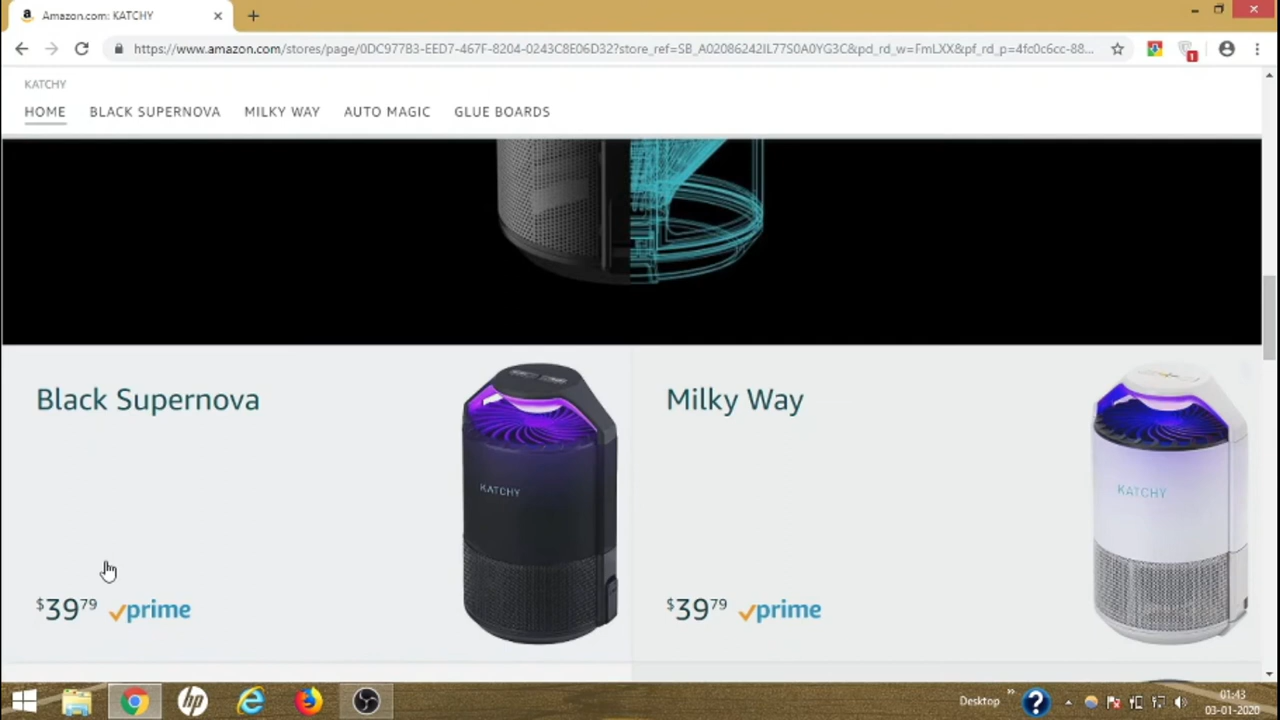 Amazon.com: KATCHY
https://www.amazon.com/stores/page/0DC977B3-EED7-467F-8204-0243C8E06D32?store_ref=SB_A02086242IL77S0A0YG3C&pd_rd_w=FmLXX&pf_rd_p=4fc0c6cc-88...
1
KATCHY
HOME BLACK SUPERNOVA MILKY WAY AUTO MAGIC GLUE BOARDS
Black Supernova
Milky Way
KATCHY
KATCHY
$39 79 prime
$39 79 prime
Desktop
01:43
03-01-2020